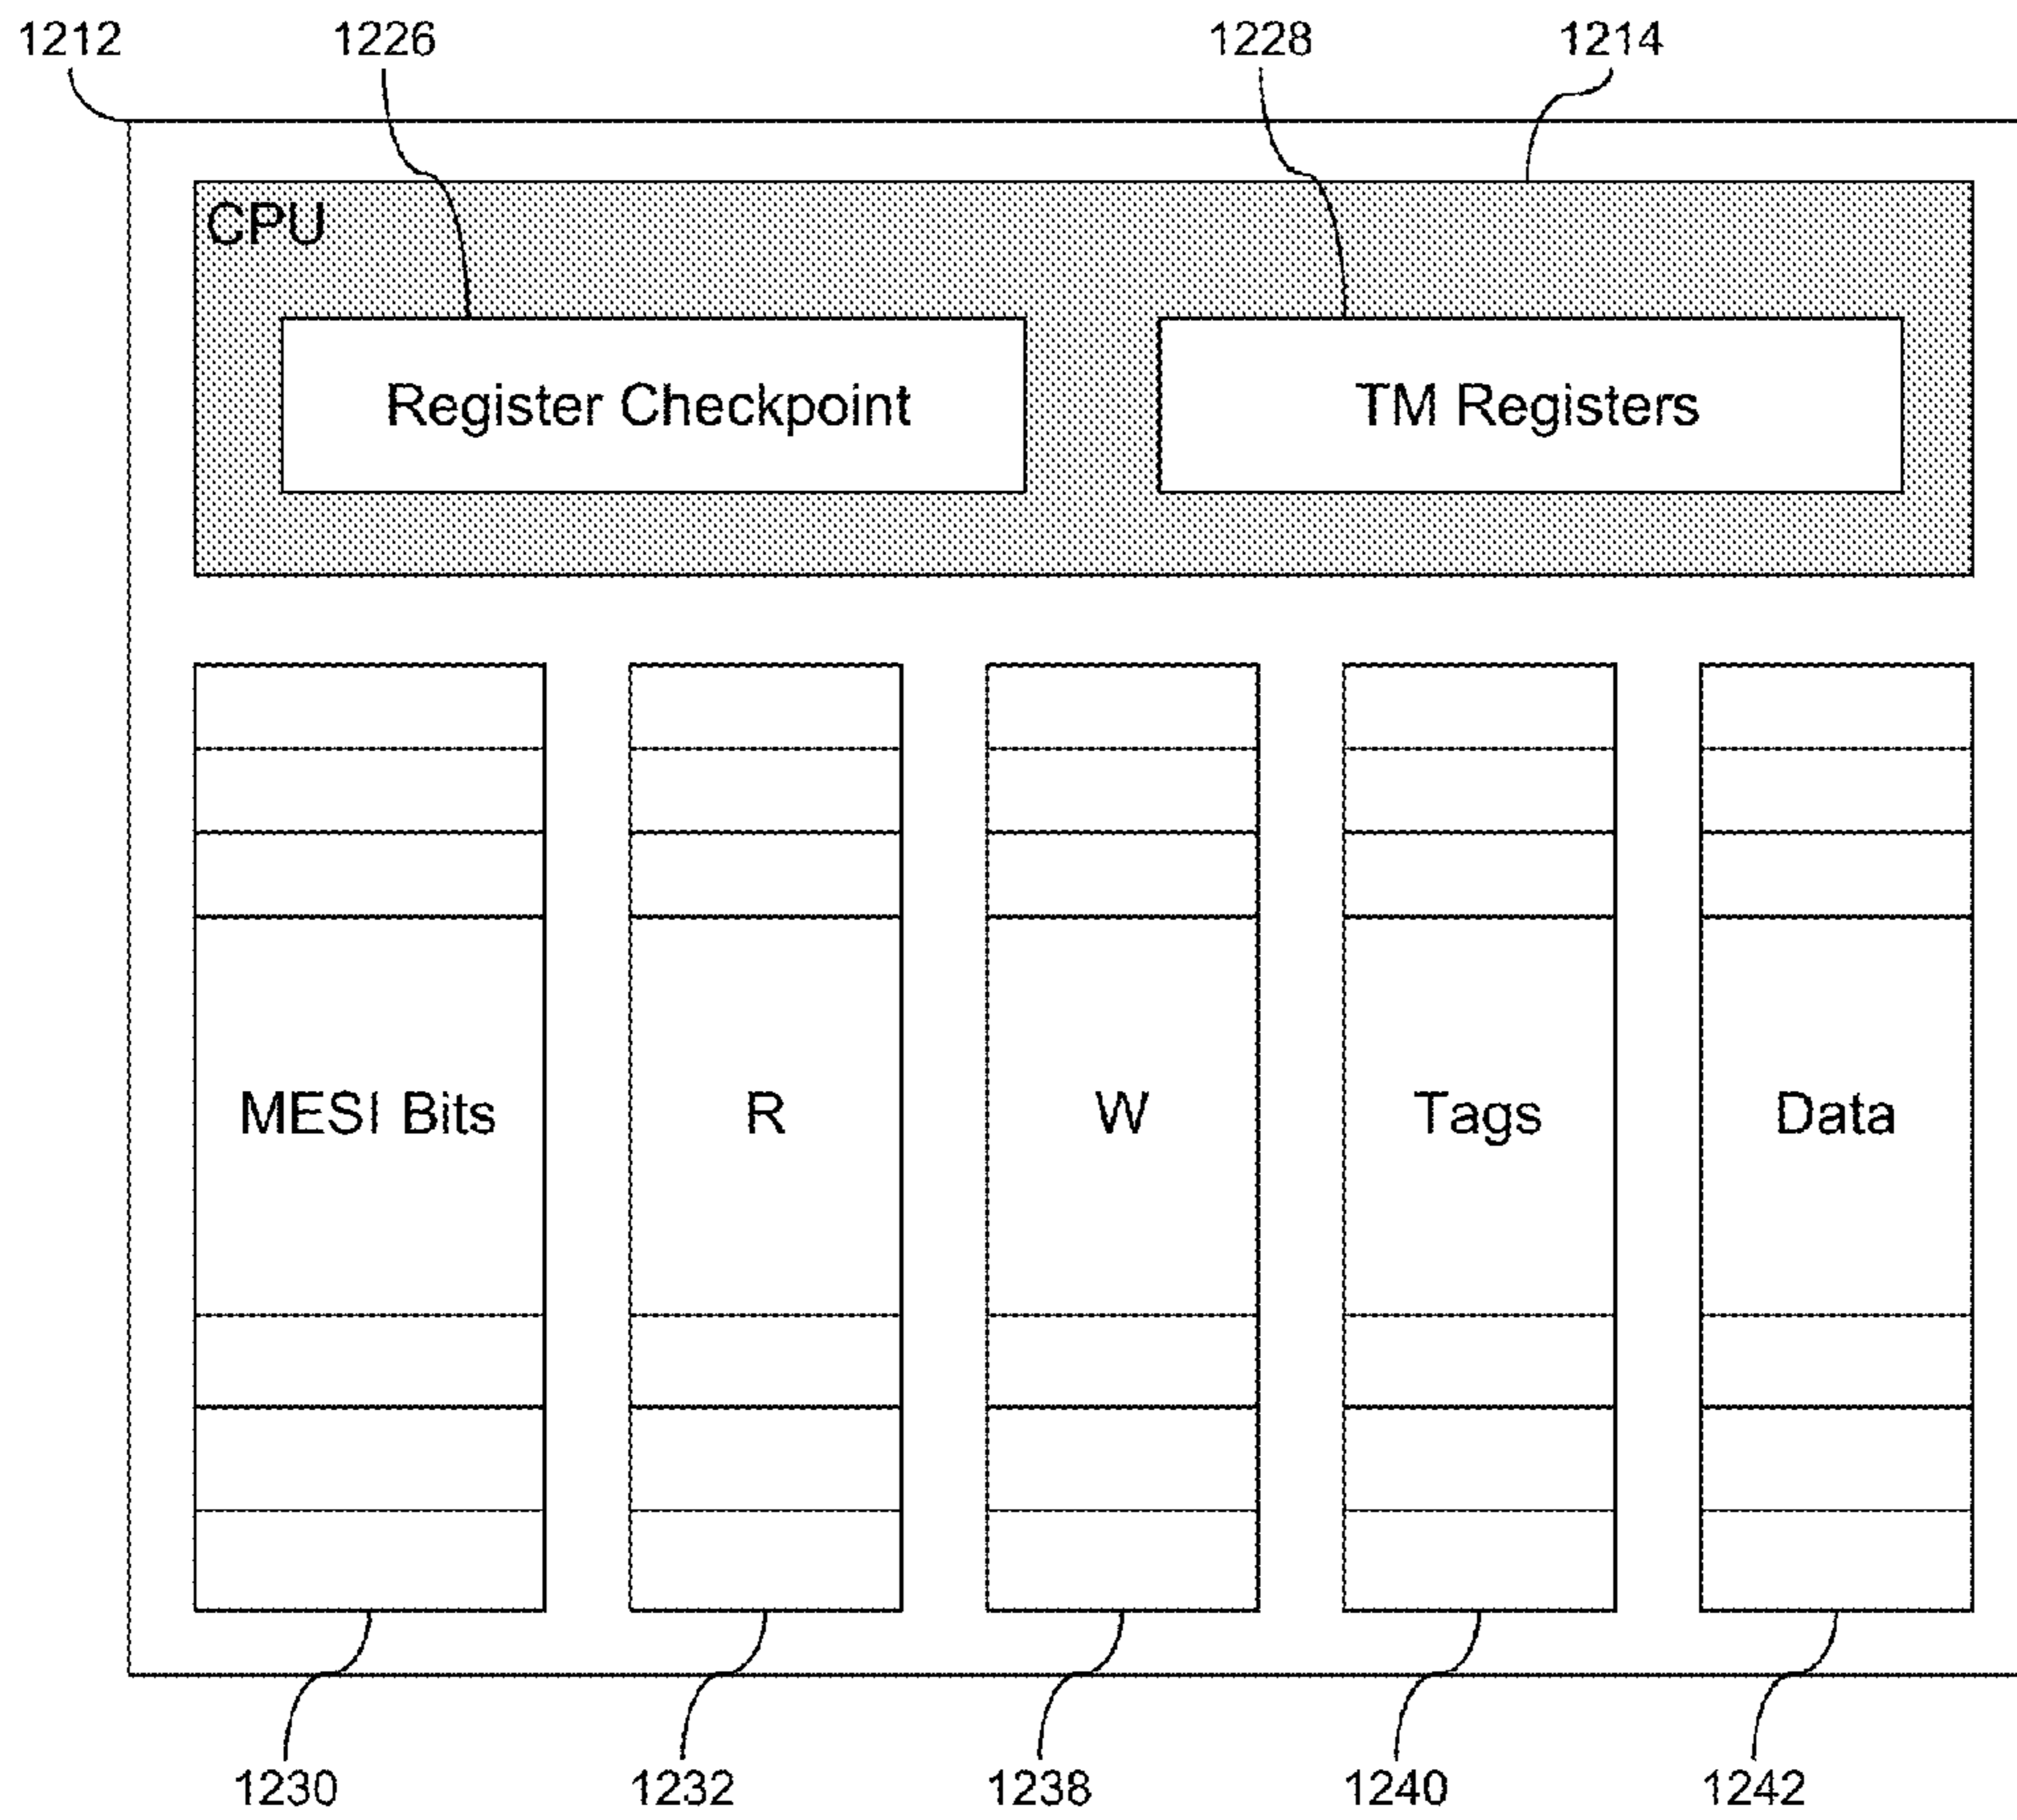 1212 1226 1228 1214
CPU
Register Checkpoint TM Registers
MESI Bits R W Tags Data
1230 1232 1238 1240 1242